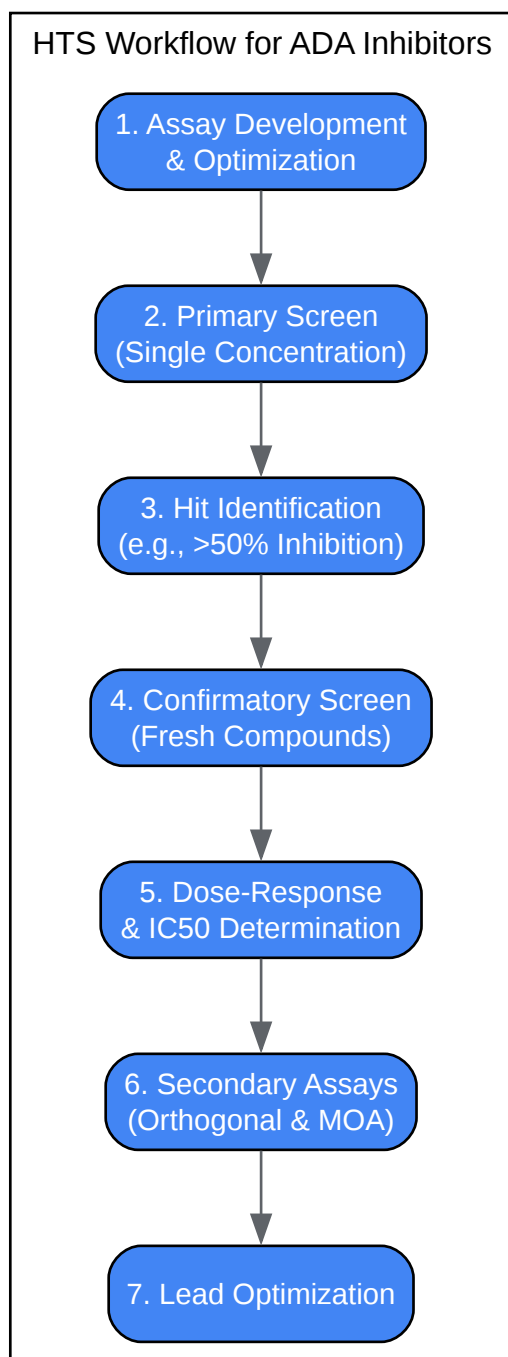 HTS Workflow for ADA Inhibitors
1. Assay Development
& Optimization
2. Primary Screen
(Single Concentration)
3. Hit Identification
(e.g., >50% Inhibition)
4. Confirmatory Screen
(Fresh Compounds)
5. Dose-Response
& IC50 Determination
6. Secondary Assays
(Orthogonal & MOA)
7. Lead Optimization